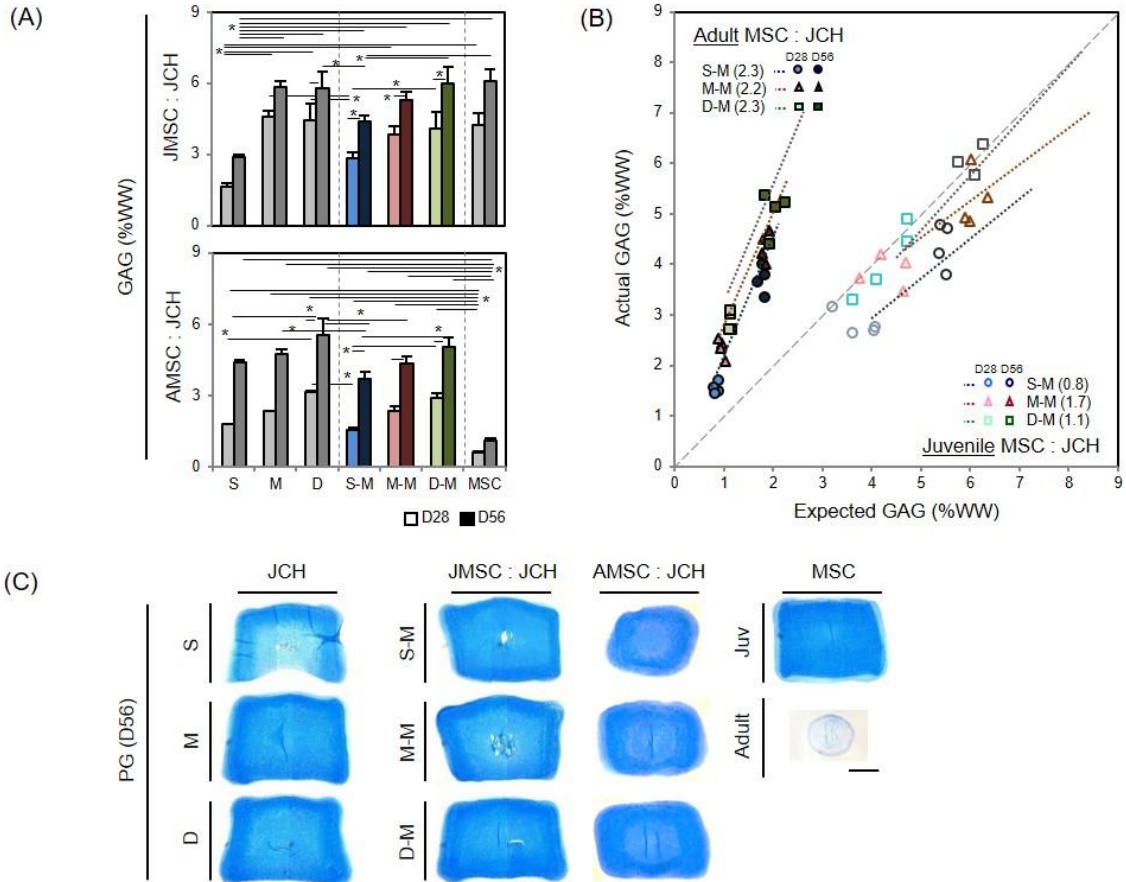 (A)
GAG (%WW)
JMSC : JCH
9
6
3
0
* * * * * * * * *
AMSC : JCH
9
6
3
0
* * * * * * * * *
S M D S-M M-M D-M MSC
D28 D56
(B)
Actual GAG (%WW)
9
8
7
6
5
4
3
2
1
0
Adult MSC : JCH
D28 D56
S-M (2.3)
M-M (2.2)
D-M (2.3)
D28 D56
S-M (0.8)
M-M (1.7)
D-M (1.1)
Juvenile MSC : JCH
0 1 2 3 4 5 6 7 8 9
Expected GAG (%WW)
(C)
JCH JMSC : JCH AMSC : JCH MSC
PG (D56)
S S-M Juv
M M-M Adult
D D-M